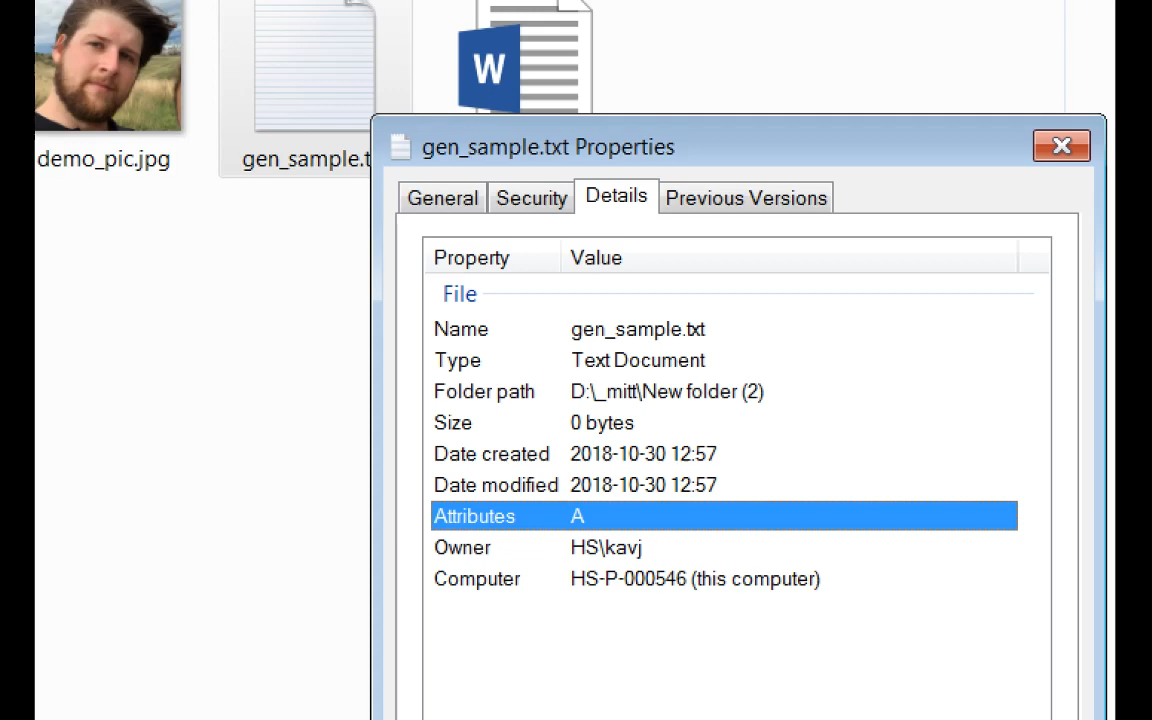 W
demo_pic.jpg
gen_sample.t
gen_sample.txt Properties
General Security Details Previous Versions
Property Value
File
Name gen_sample.txt
Type Text Document
Folder path D:\_mitt\New folder (2)
Size 0 bytes
Date created 2018-10-30 12:57
Date modified 2018-10-30 12:57
Attributes A
Owner HS\kavj
Computer HS-P-000546 (this computer)